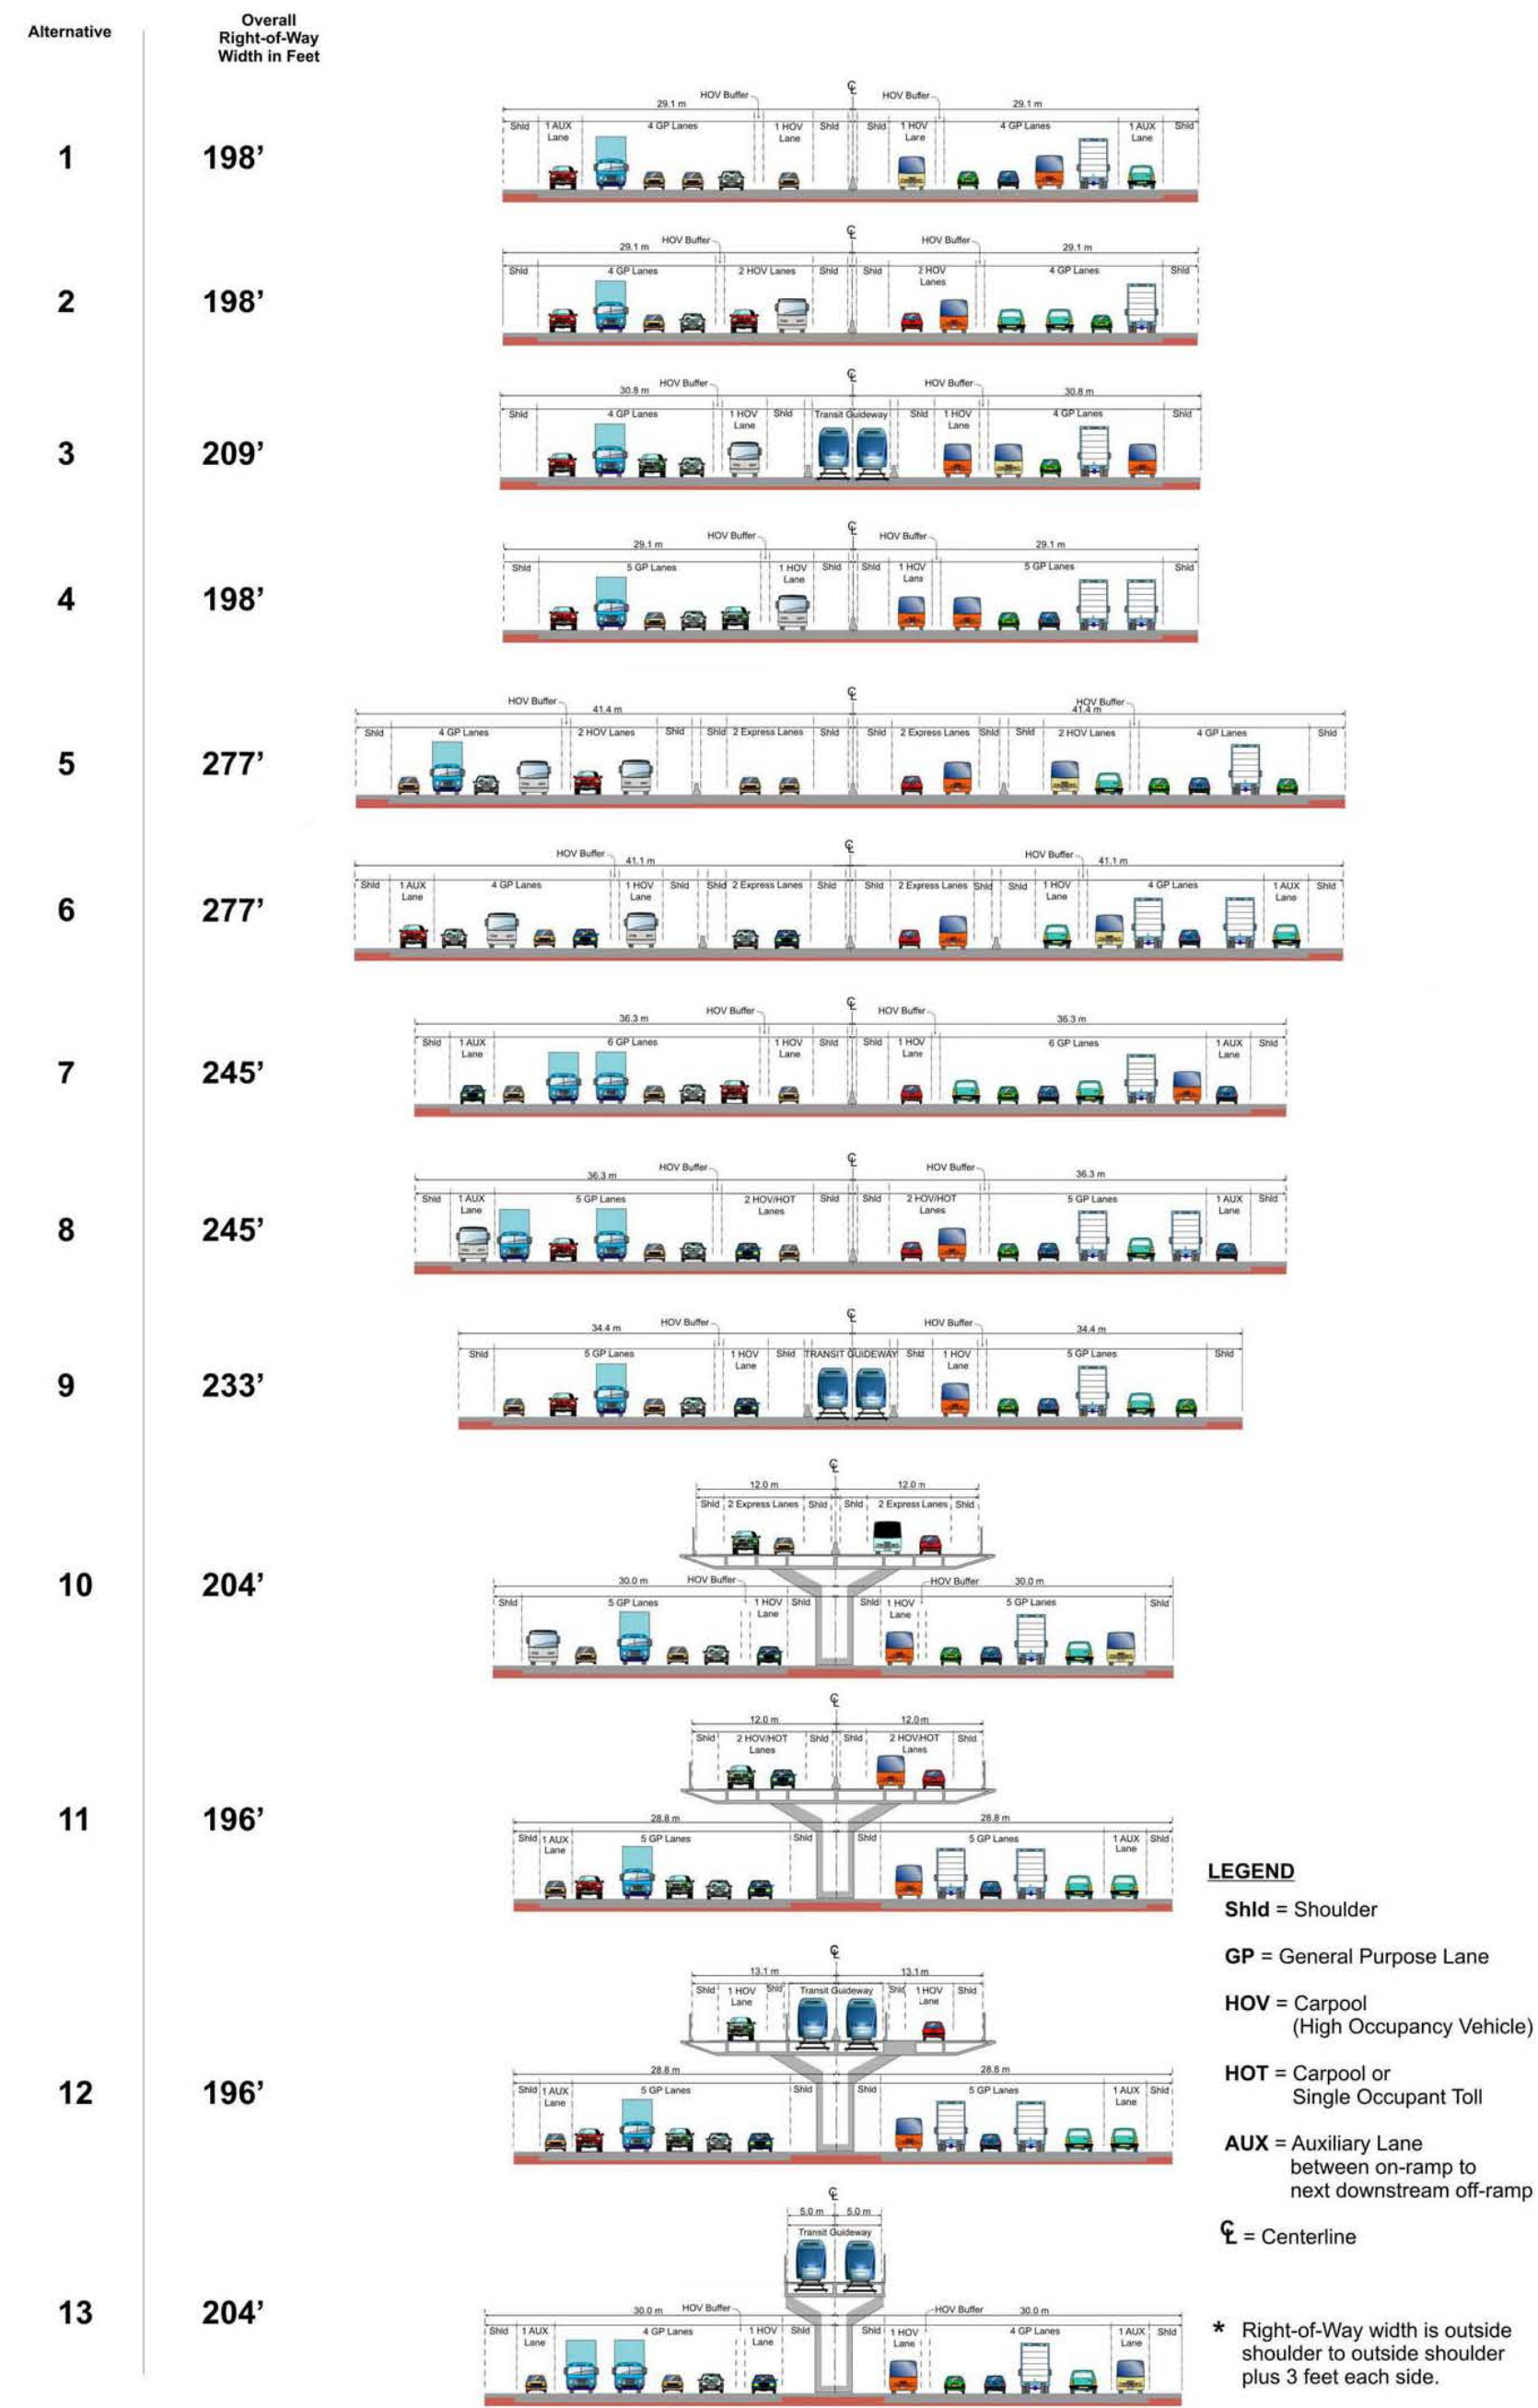 Alternative
Overall
Right-of-Way
Width in Feet
1
198’
29.1 m HOV Buffer ℄ HOV Buffer 29.1 m
Shld 1 AUX Lane 4 GP Lanes 1 HOV Lane Shld Shld 1 HOV Lare 4 GP Lanes 1 AUX Lane Shld
2
198’
29.1 m HOV Buffer ℄ HOV Buffer 29.1 m
Shld 4 GP Lanes 2 HOV Lanes Shld Shld 2 HOV Lanes 4 GP Lanes Shld
3
209’
30.8 m HOV Buffer ℄ HOV Buffer 30.8 m
Shld 4 GP Lanes 1 HOV Lane Shld Transit Guideway Shld 1 HOV Lane 4 GP Lanes Shld
4
198’
29.1 m HOV Buffer ℄ HOV Buffer 29.1 m
Shld 5 GP Lanes 1 HOV Lane Shld Shld 1 HOV Lans 5 GP Lanes Shld
5
277’
HOV Buffer 41.4 m ℄ HOV Buffer 41.4 m
Shld 4 GP Lanes 2 HOV Lanes Shld Shld 2 Express Lanes Shld Shld 2 Express Lanes Shld Shld 2 HOV Lanes 4 GP Lanes Shld
6
277’
HOV Buffer 41.1 m ℄ HOV Buffer 41.1 m
Shld 1 AUX Lane 4 GP Lanes 1 HOV Lane Shld Shld 2 Express Lanes Shld Shld 2 Express Lanes Shld Shld 1 HOV Lane 4 GP Lanes 1 AUX Lane Shld
7
245’
36.3 m HOV Buffer ℄ HOV Buffer 36.3 m
Shld 1 AUX Lane 6 GP Lanes 1 HOV Lane Shld Shld 1 HOV Lane 6 GP Lanes 1 AUX Lane Shld
8
245’
36.3 m HOV Buffer ℄ HOV Buffer 36.3 m
Shld 1 AUX Lane 5 GP Lanes 2 HOV/HOT Lanes Shld Shld 2 HOV/HOT Lanes 5 GP Lanes 1 AUX Lane Shld
9
233’
34.4 m HOV Buffer ℄ HOV Buffer 34.4 m
Shld 5 GP Lanes 1 HOV Lane Shld TRANSIT GUIDEWAY Shld 1 HOV Lane 5 GP Lanes Shld
10
204’
℄
12.0 m 12.0 m
Shld 2 Express Lanes Shld Shld 2 Express Lanes Shld
30.0 m HOV Buffer HOV Buffer 30.0 m
Shld 5 GP Lanes 1 HOV Lane Shld Shld 1 HOV Lane 5 GP Lanes Shld
11
196’
℄
12.0 m 12.0 m
Shld 2 HOV/HOT Lanes Shld Shld 2 HOV/HOT Lanes Shld
28.8 m 28.8 m
Shld 1 AUX Lane 5 GP Lanes Shld Shld 5 GP Lanes 1 AUX Lane Shld
12
196’
℄
13.1 m 13.1 m
Shld 1 HOV Lane Shld Transit Guideway Shld 1 HOV Lane Shld
28.8 m 28.8 m
Shld 1 AUX Lane 5 GP Lanes Shld Shld 5 GP Lanes 1 AUX Lane Shld
13
204’
℄
5.0 m 5.0 m
Transit Guideway
30.0 m HOV Buffer HOV Buffer 30.0 m
Shld 1 AUX Lane 4 GP Lanes 1 HOV Lane Shld Shld 1 HOV Lane 4 GP Lanes 1 AUX Lane Shld
LEGEND
Shld = Shoulder
GP = General Purpose Lane
HOV = Carpool
(High Occupancy Vehicle)
HOT = Carpool or
Single Occupant Toll
AUX = Auxiliary Lane
between on-ramp to
next downstream off-ramp
℄ = Centerline
* Right-of-Way width is outside
shoulder to outside shoulder
plus 3 feet each side.